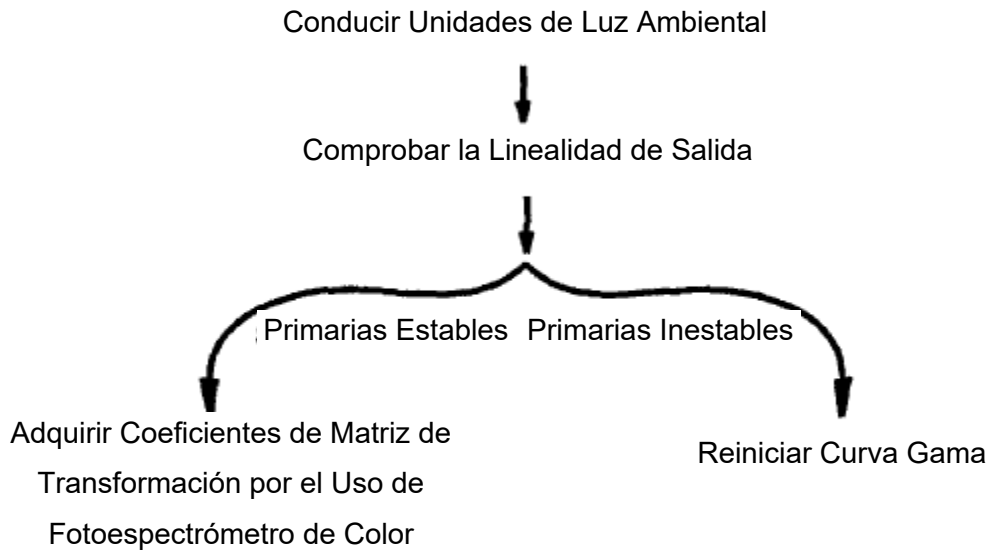 Conducir Unidades de Luz Ambiental
Comprobar la Linealidad de Salida
Primarias Estables
Primarias Inestables
Adquirir Coeficientes de Matriz de
Transformación por el Uso de
Fotoespectrómetro de Color
Reiniciar Curva Gama